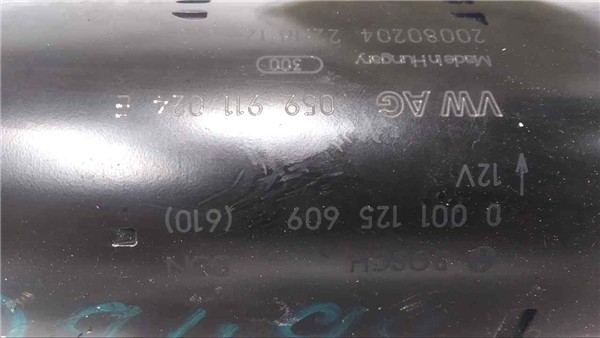 BOSCH
0 001 125 609 (610)
12V
VW AG 059 911 024 E
300
Made in Hungary
20080204